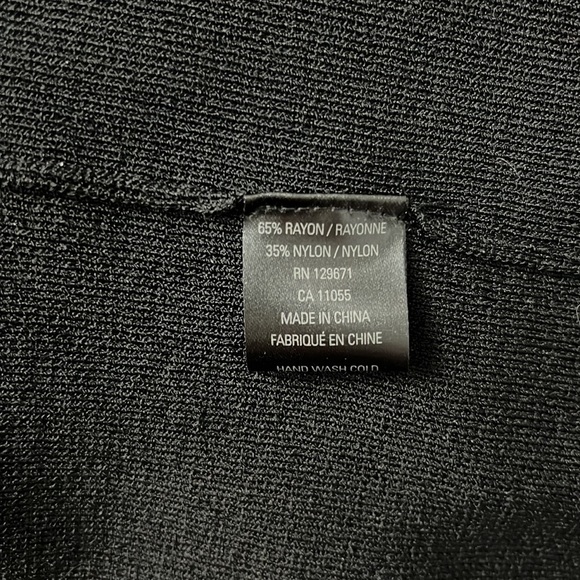 65% RAYON / RAYONNE
35% NYLON / NYLON
RN 129671
CA 11055
MADE IN CHINA
FABRIQUÉ EN CHINE
HAND WASH COLD